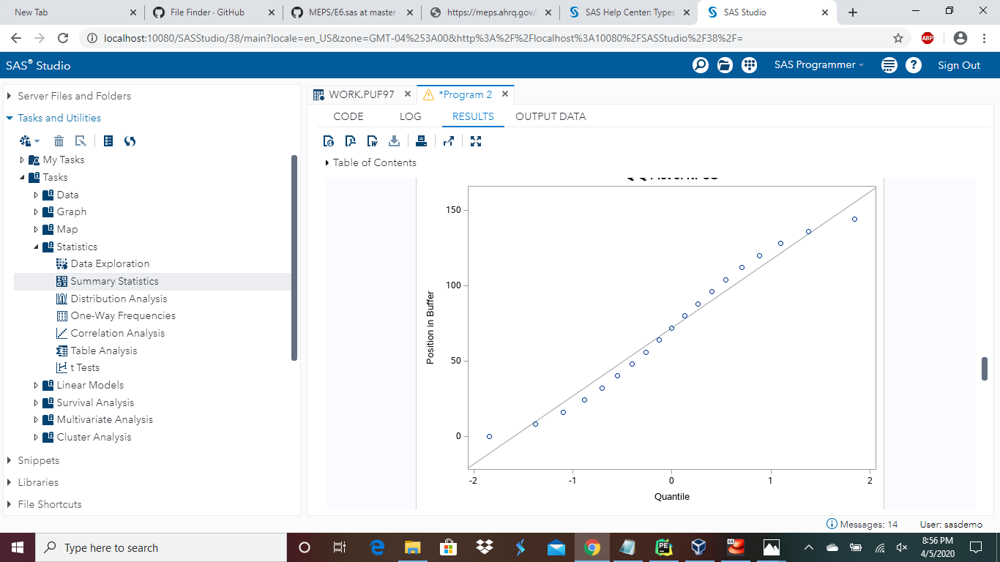 New Tab
File Finder · GitHub
MEPS/E6.sas at master
https://meps.ahrq.gov/
SAS Help Center: Types
SAS Studio
localhost:10080/SASStudio/38/main?locale=en_US&zone=GMT-04%253A00&http%3A%2F%2Flocalhost%3A10080%2FSASStudio%2F38%2F=
ABP
SAS® Studio
SAS Programmer
Sign Out
Server Files and Folders
Tasks and Utilities
My Tasks
Tasks
Data
Graph
Map
Statistics
Data Exploration
Summary Statistics
Distribution Analysis
One-Way Frequencies
Correlation Analysis
Table Analysis
t Tests
Linear Models
Survival Analysis
Multivariate Analysis
Cluster Analysis
Snippets
Libraries
File Shortcuts
WORK.PUF97
*Program 2
CODE LOG RESULTS OUTPUT DATA
Table of Contents
150
100
50
0
Position in Buffer
-2 -1 0 1 2
Quantile
Messages: 14
User: sasdemo
Type here to search
8:56 PM
4/5/2020